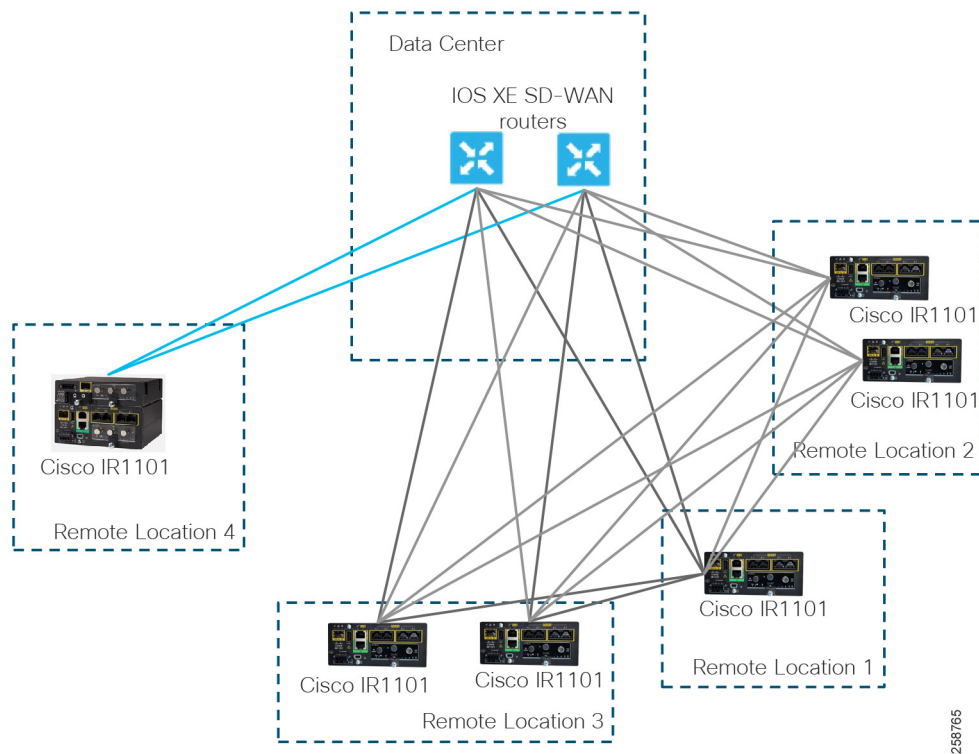 Data Center
IOS XE SD-WAN
routers
Cisco IR1101
Cisco IR1101
Remote Location 2
Cisco IR1101
Remote Location 4
Cisco IR1101
Remote Location 1
Cisco IR1101
Cisco IR1101
Remote Location 3
258765